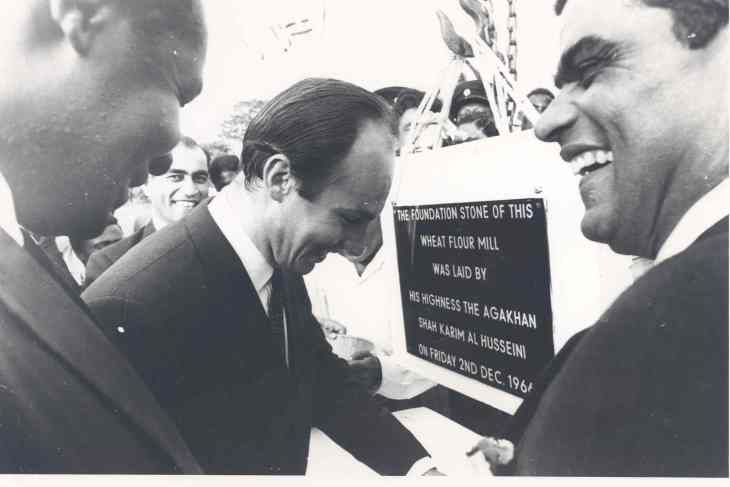 "THE FOUNDATION STONE OF THIS"
WHEAT FLOUR MILL
WAS LAID BY
HIS HIGHNESS THE AGAKHAN
SHAH KARIM AL HUSSEINI
ON FRIDAY 2ND DEC. 1966